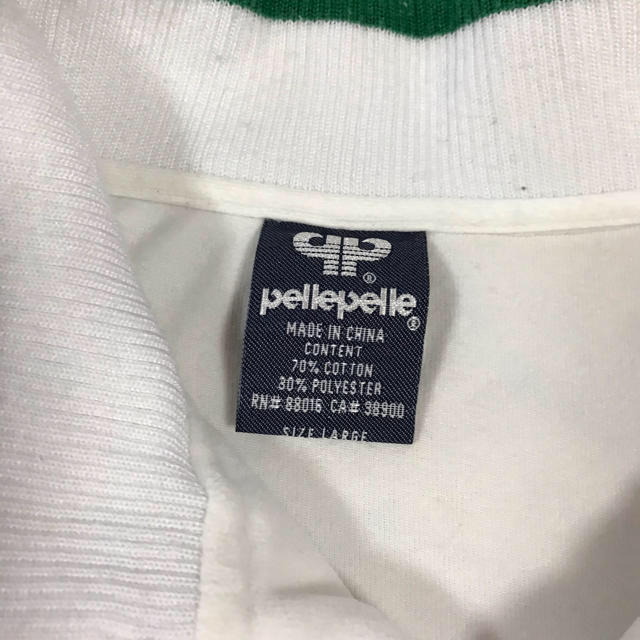 pellepelle
MADE IN CHINA
CONTENT
70% COTTON
30% POLYESTER
RN# 88016 CA# 38900
SIZE LARGE